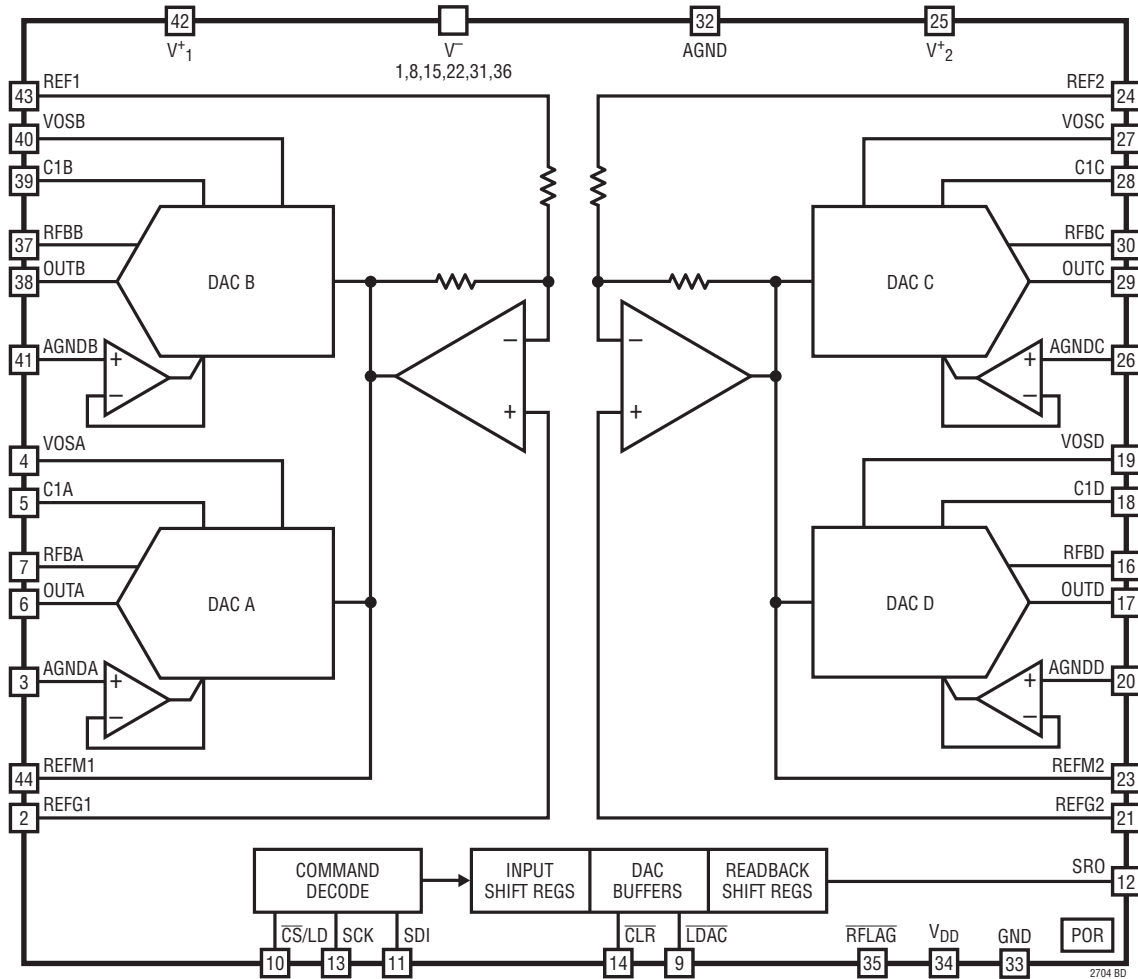 42
25
32
V⁺1
V⁻
AGND
V⁺2
1,8,15,22,31,36
43 REF1
REF2 24
40 VOSB
VOSC 27
39 C1B
C1C 28
37 RFBB
RFBC 30
38 OUTB
DAC B
DAC C
OUTC 29
41 AGNDB
+
−
−
+
−
+
AGNDC 26
+
−
4 VOSA
VOSD 19
5 C1A
C1D 18
7 RFBA
RFBD 16
6 OUTA
DAC A
DAC D
OUTD 17
3 AGNDA
+
−
AGNDD 20
+
−
44 REFM1
REFM2 23
2 REFG1
REFG2 21
COMMAND
DECODE
INPUT
SHIFT REGS
DAC
BUFFERS
READBACK
SHIFT REGS
SRO 12
C̅S̅/LD
SCK
SDI
C̅L̅R̅
L̅D̅A̅C̅
R̅F̅L̅A̅G̅
VDD
GND
POR
10
13
11
14
9
35
34
33
2704 BD